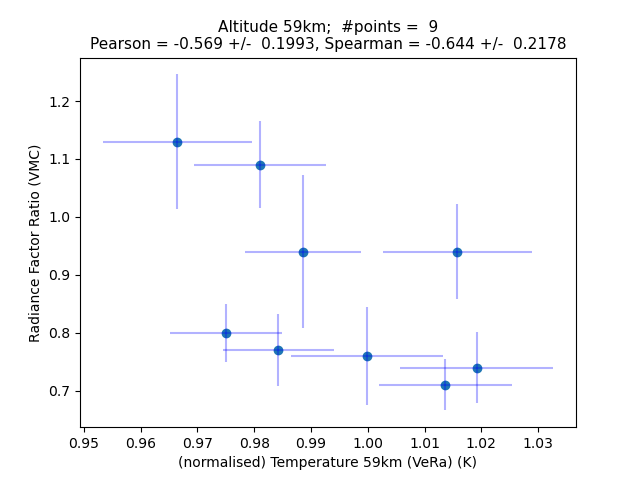 Altitude 59km;  #points =  9
Pearson = -0.569 +/-  0.1993, Spearman = -0.644 +/-  0.2178
Radiance Factor Ratio (VMC)
1.2
1.1
1.0
0.9
0.8
0.7
0.95 0.96 0.97 0.98 0.99 1.00 1.01 1.02 1.03
(normalised) Temperature 59km (VeRa) (K)